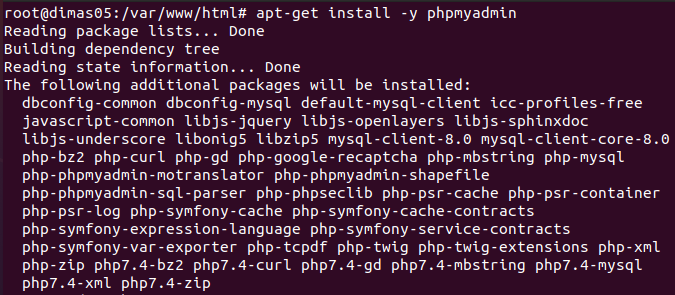 root@dimas05:/var/www/html# apt-get install -y phpmyadmin
Reading package lists... Done
Building dependency tree
Reading state information... Done
The following additional packages will be installed:
  dbconfig-common dbconfig-mysql default-mysql-client icc-profiles-free
  javascript-common libjs-jquery libjs-openlayers libjs-sphinxdoc
  libjs-underscore libonig5 libzip5 mysql-client-8.0 mysql-client-core-8.0
  php-bz2 php-curl php-gd php-google-recaptcha php-mbstring php-mysql
  php-phpmyadmin-motranslator php-phpmyadmin-shapefile
  php-phpmyadmin-sql-parser php-phpseclib php-psr-cache php-psr-container
  php-psr-log php-symfony-cache php-symfony-cache-contracts
  php-symfony-expression-language php-symfony-service-contracts
  php-symfony-var-exporter php-tcpdf php-twig php-twig-extensions php-xml
  php-zip php7.4-bz2 php7.4-curl php7.4-gd php7.4-mbstring php7.4-mysql
  php7.4-xml php7.4-zip